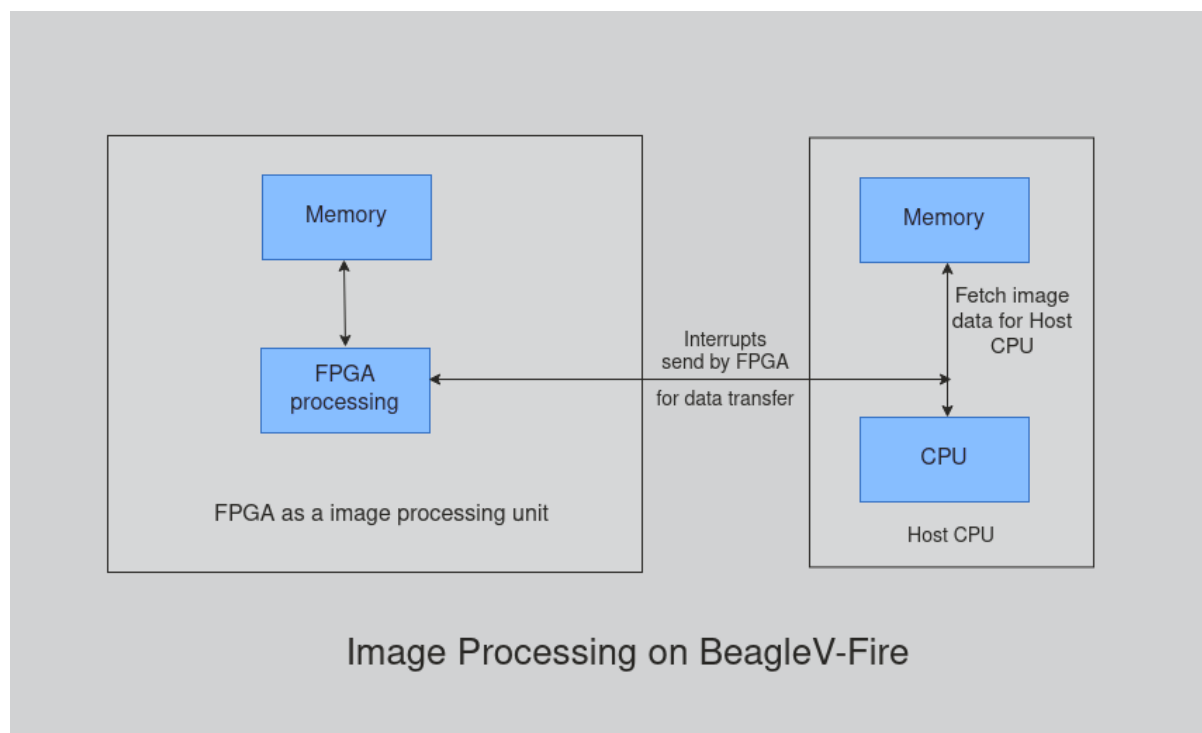 Memory
FPGA
processing
FPGA as a image processing unit
Interrupts
send by FPGA
for data transfer
Memory
Fetch image
data for Host
CPU
CPU
Host CPU
Image Processing on BeagleV-Fire